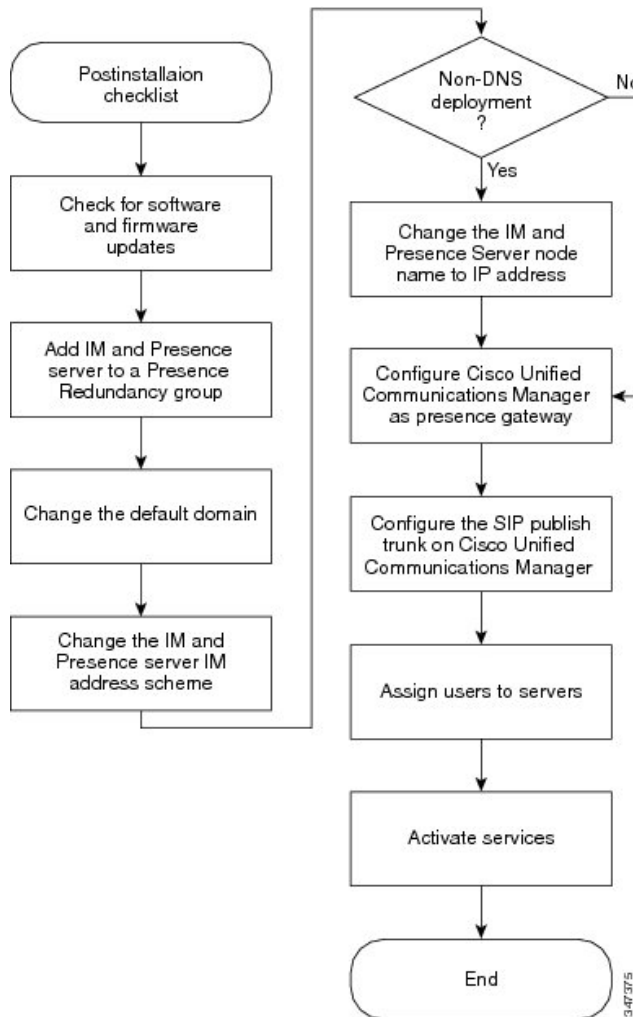 Postinstallaion
checklist
Check for software
and firmware
updates
Add IM and Presence
server to a Presence
Redundancy group
Change the default domain
Change the IM and
Presence server IM
address scheme
Non-DNS
deployment
?
No
Yes
Change the IM and
Presence Server node
name to IP address
Configure Cisco Unified
Communications Manager
as presence gateway
Configure the SIP publish
trunk on Cisco Unified
Communications Manager
Assign users to servers
Activate services
End
347375